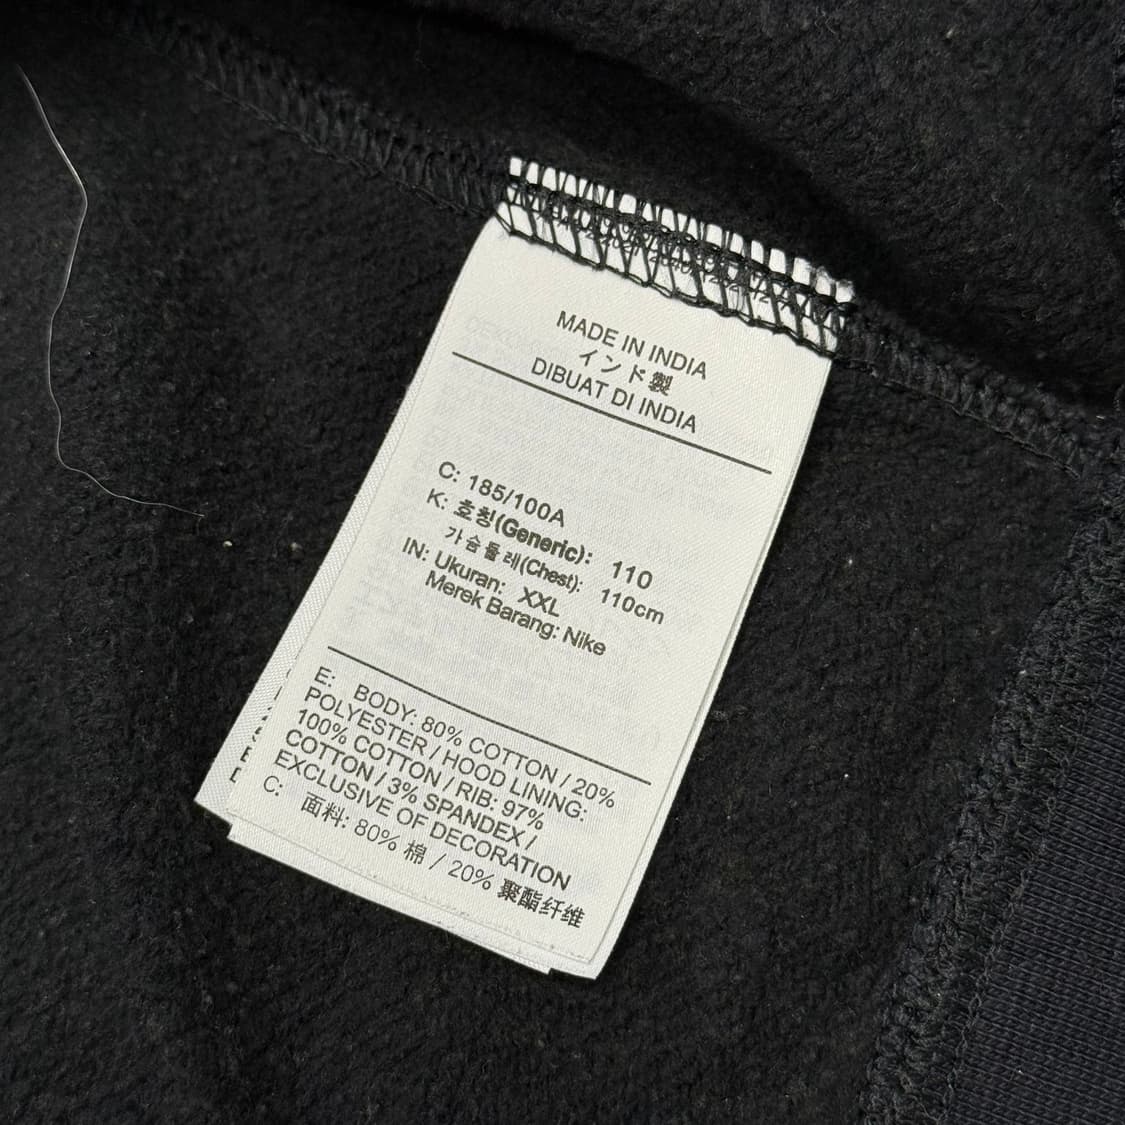 MADE IN INDIA
インド製
DIBUAT DI INDIA
C: 185/100A
K: 호칭(Generic): 110
가슴둘레(Chest): 110cm
IN: Ukuran: XXL
Merek Barang: Nike
E: BODY: 80% COTTON / 20%
POLYESTER / HOOD LINING:
100% COTTON / RIB: 97%
COTTON / 3% SPANDEX /
EXCLUSIVE OF DECORATION
C: 面料: 80% 棉 / 20% 聚酯纤维